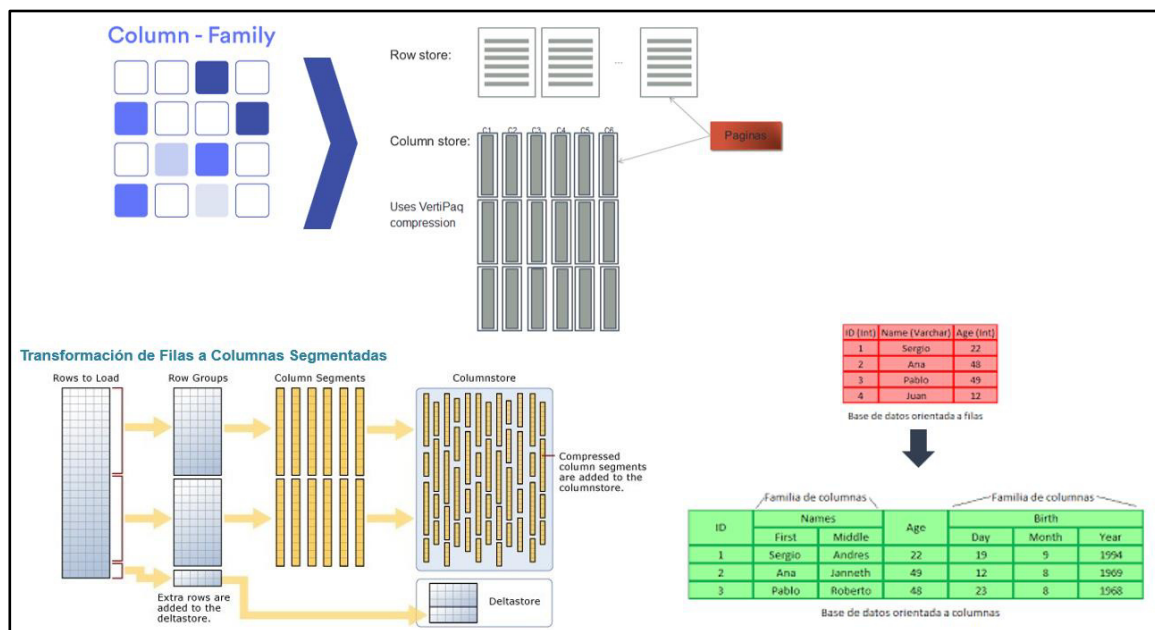 Column - Family
Row store:
...
Paginas
Column store:
C1 C2 C3 C4 C5 C6
Uses VertiPaq
compression
Transformación de Filas a Columnas Segmentadas
Rows to Load
Row Groups
Column Segments
Columnstore
Compressed
column segments
are added to the
columnstore.
Extra rows are
added to the
deltastore.
Deltastore
ID (Int) Name (Varchar) Age (Int)
1 Sergio 22
2 Ana 48
3 Pablo 49
4 Juan 12
Base de datos orientada a filas
Familia de columnas Familia de columnas
ID Names Age Birth
First Middle Day Month Year
1 Sergio Andres 22 19 9 1994
2 Ana Janneth 49 12 8 1969
3 Pablo Roberto 48 23 8 1968
Base de datos orientada a columnas